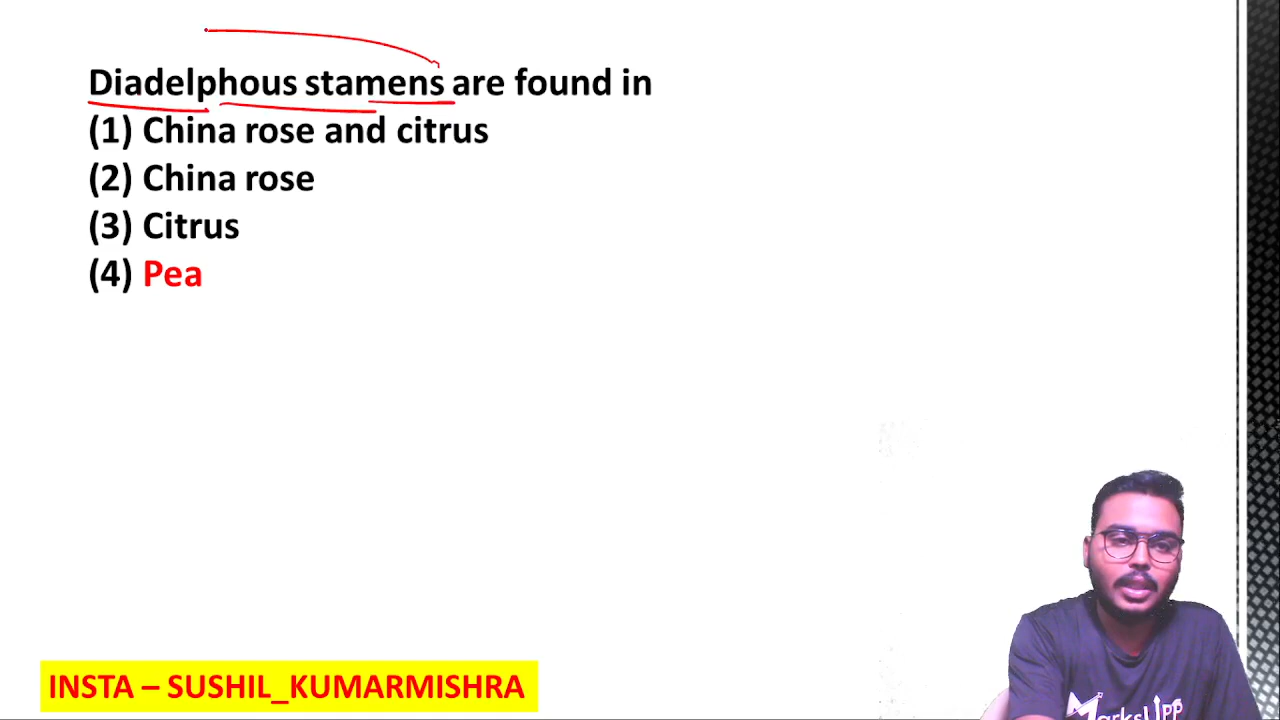 Diadelphous stamens are found in
(1) China rose and citrus
(2) China rose
(3) Citrus
(4) Pea
INSTA – SUSHIL_KUMARMISHRA
MarksUpp